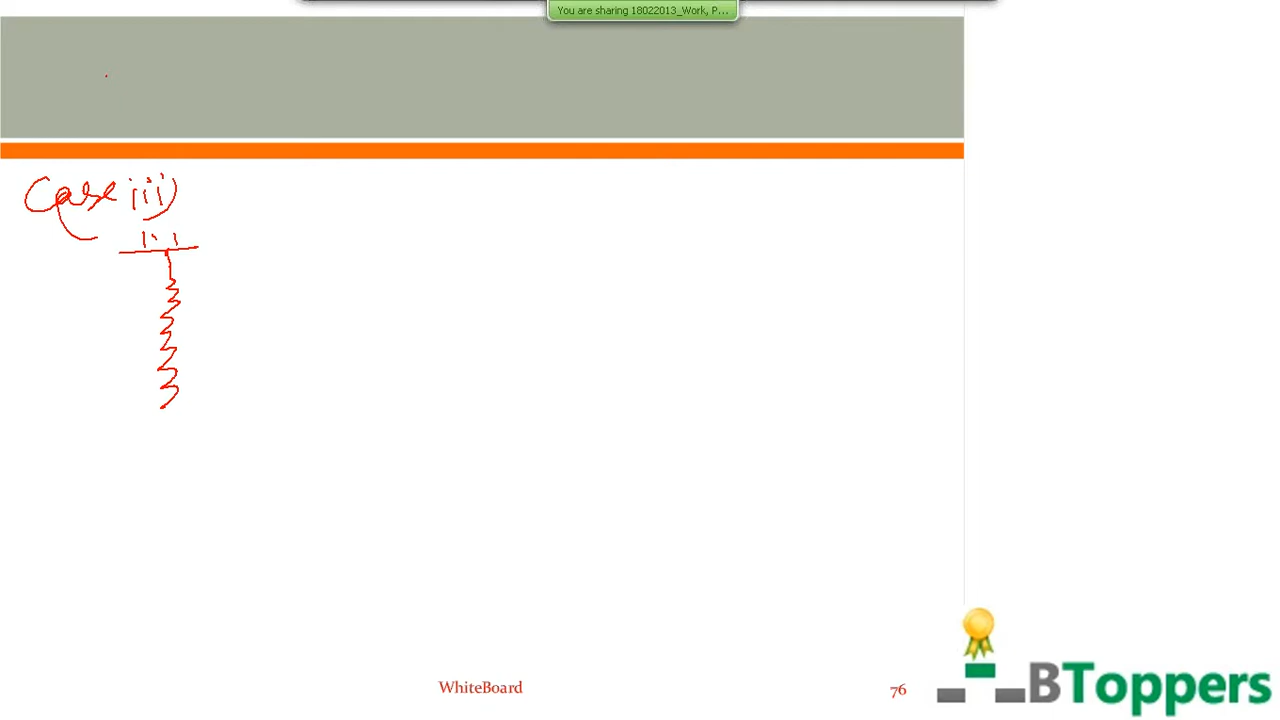 You are sharing 18022013_Work, P...
Case iii)
WhiteBoard
76
BToppers